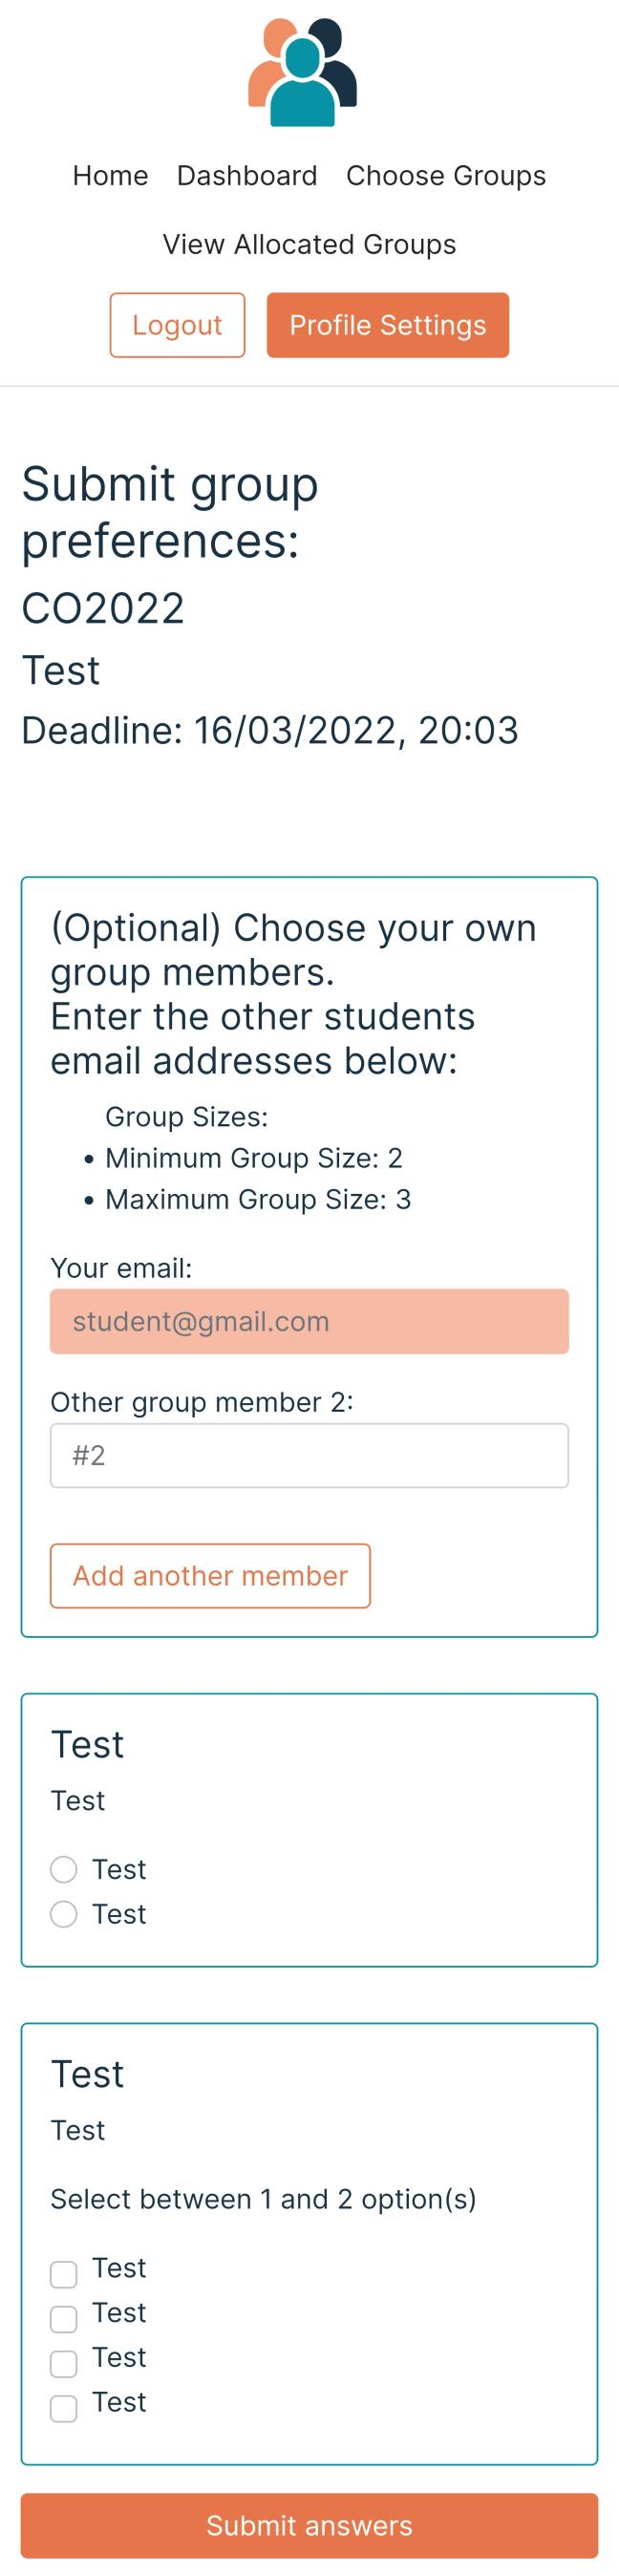 Home Dashboard Choose Groups
View Allocated Groups
Logout Profile Settings
Submit group
preferences:
CO2022
Test
Deadline: 16/03/2022, 20:03
(Optional) Choose your own
group members.
Enter the other students
email addresses below:
Group Sizes:
• Minimum Group Size: 2
• Maximum Group Size: 3
Your email:
student@gmail.com
Other group member 2:
#2
Add another member
Test
Test
Test
Test
Test
Test
Select between 1 and 2 option(s)
Test
Test
Test
Test
Submit answers